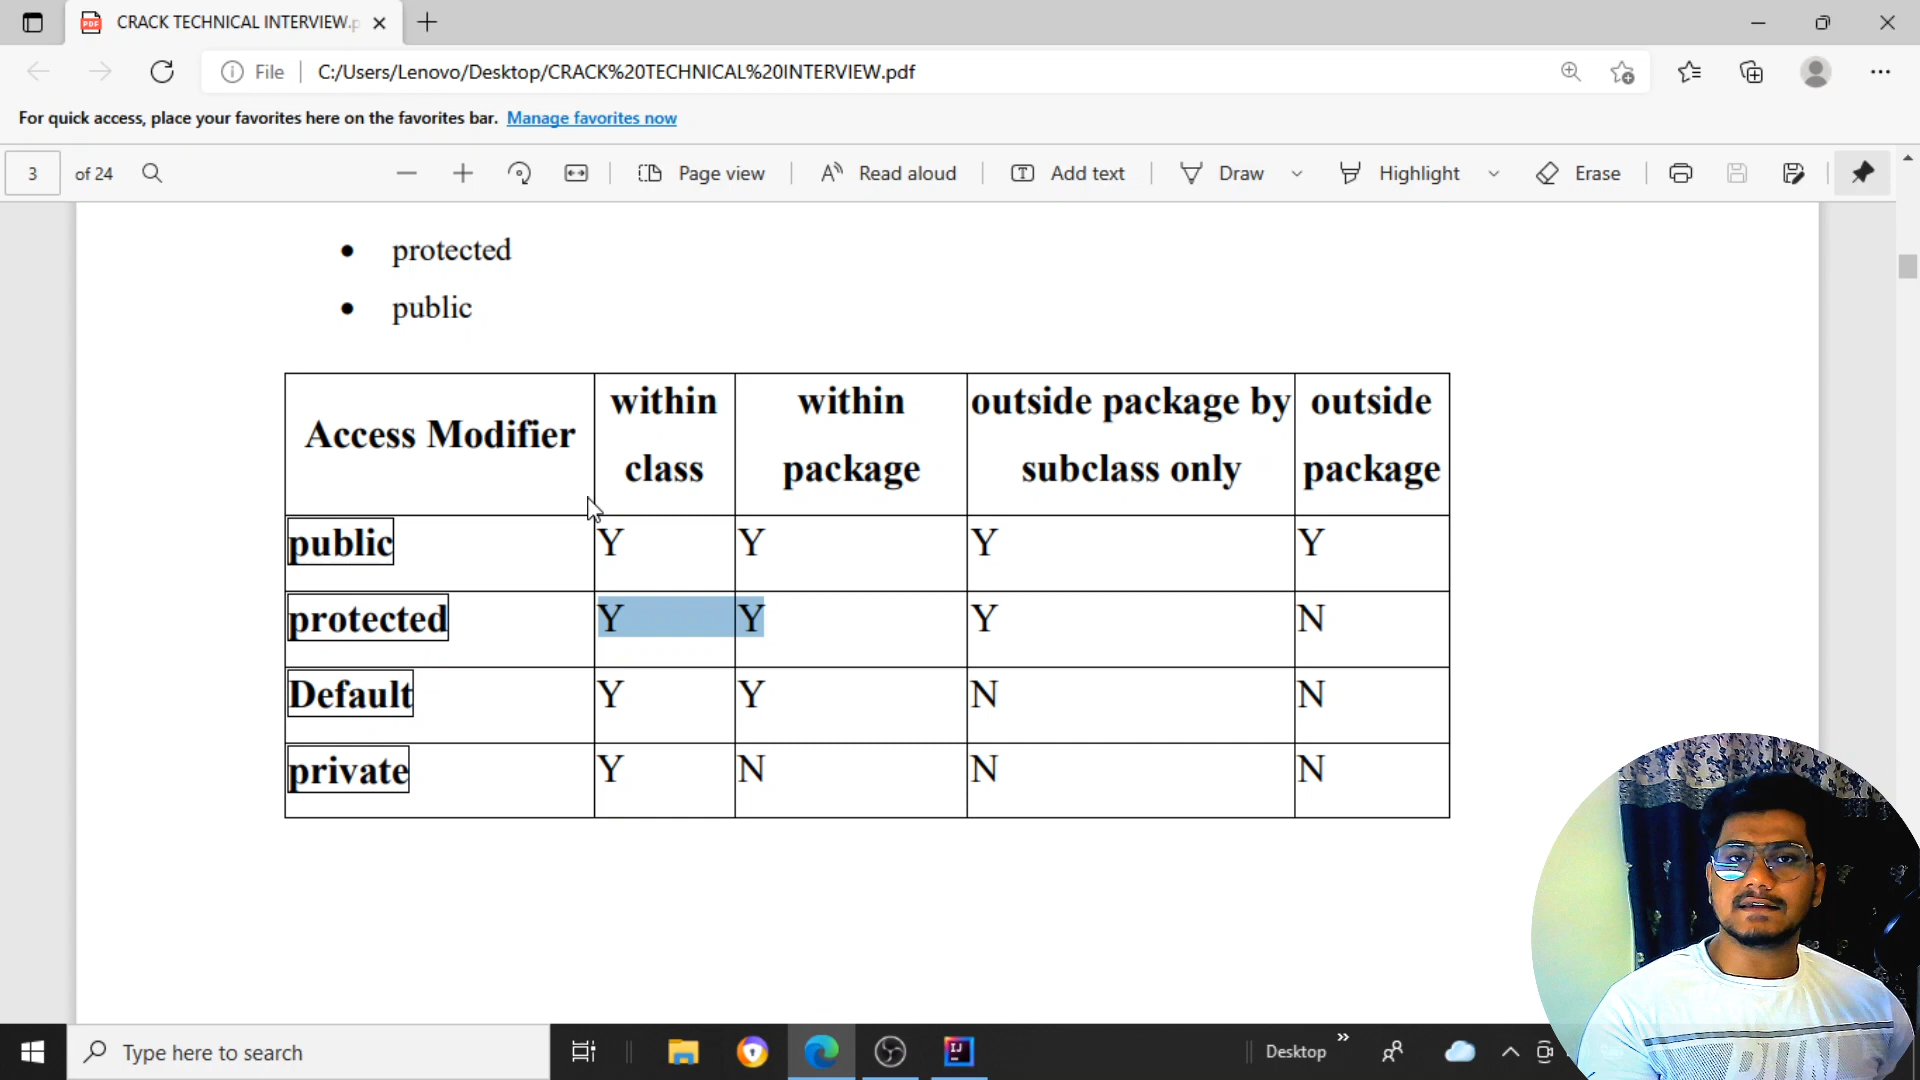 CRACK TECHNICAL INTERVIEW.p
File
C:/Users/Lenovo/Desktop/CRACK%20TECHNICAL%20INTERVIEW.pdf
For quick access, place your favorites here on the favorites bar. Manage favorites now
3 of 24
Page view
Read aloud
Add text
Draw
Highlight
Erase
• protected
• public
Access Modifier
within class
within package
outside package by subclass only
outside package
public Y Y Y Y
protected Y Y Y N
Default Y Y N N
private Y N N N
Type here to search
Desktop